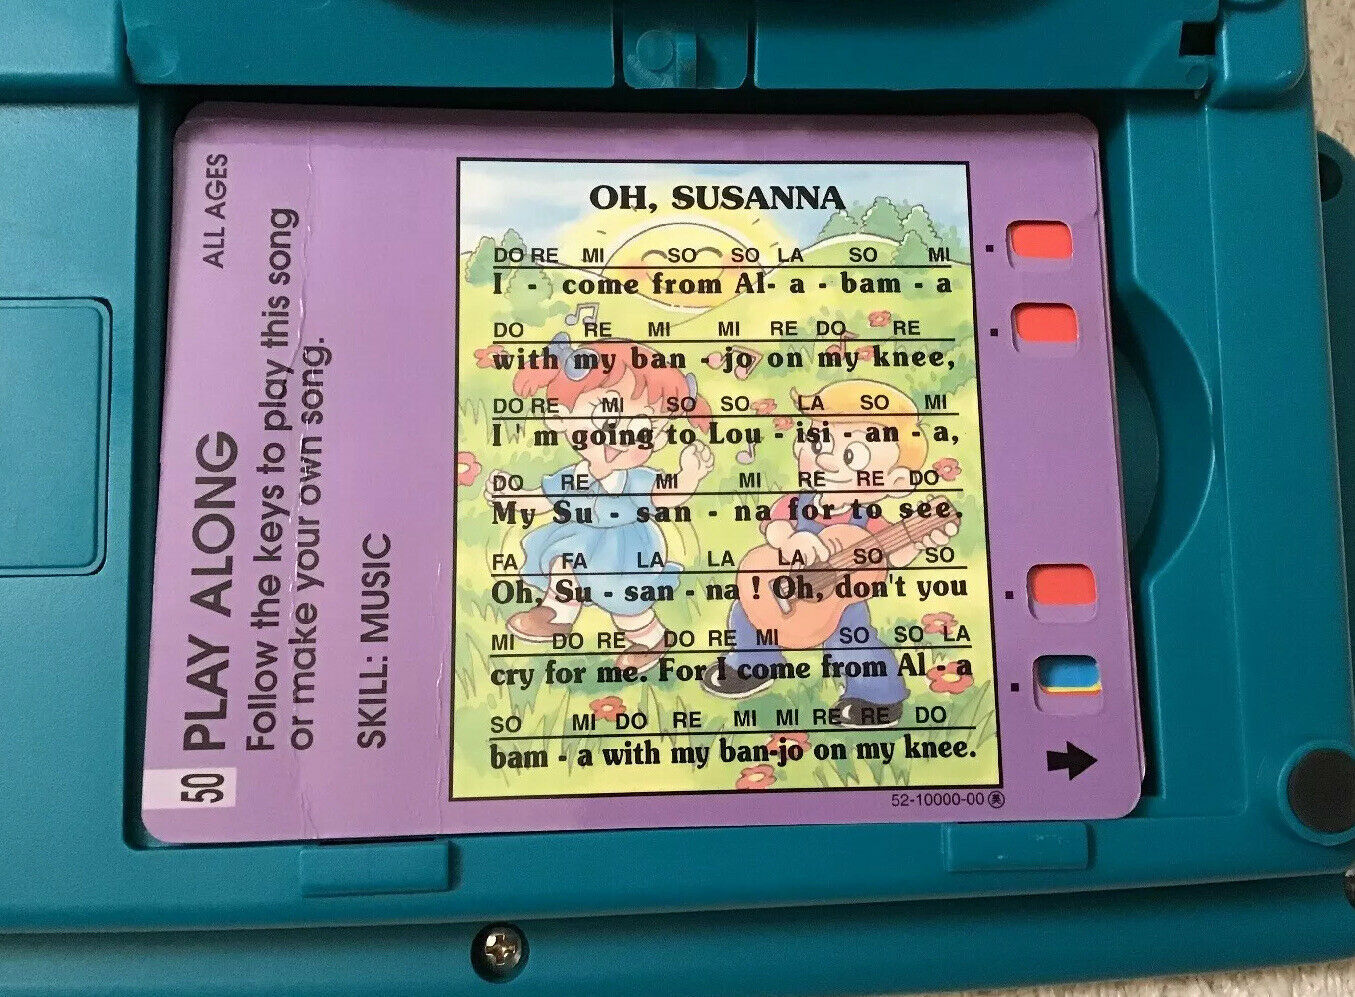 50 PLAY ALONG
ALL AGES
Follow the keys to play this song
or make your own song.
SKILL: MUSIC
OH, SUSANNA
DO RE MI SO SO LA SO MI
I - come from Al- a - bam - a
DO RE MI MI RE DO RE
with my ban - jo on my knee,
DO RE MI SO SO LA SO MI
I'm going to Lou - isi - an - a,
DO RE MI MI RE RE DO
My Su - san - na for to see.
FA FA LA LA LA SO SO
Oh, Su - san - na ! Oh, don't you
MI DO RE DO RE MI SO SO LA
cry for me. For I come from Al - a
SO MI DO RE MI MI RE RE DO
bam - a with my ban-jo on my knee.
52-10000-00 英